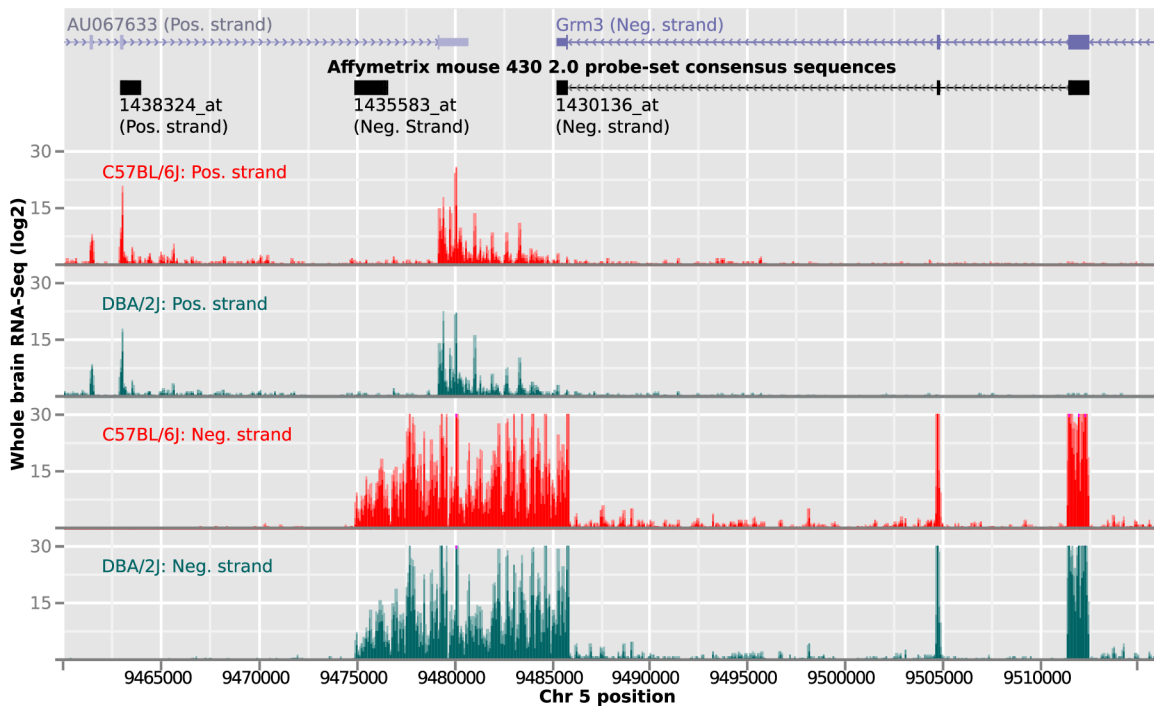 AU067633 (Pos. strand)
Grm3 (Neg. strand)
Affymetrix mouse 430 2.0 probe-set consensus sequences
1438324_at
(Pos. strand)
1435583_at
(Neg. Strand)
1430136_at
(Neg. strand)
Whole brain RNA-Seq (log2)
30
15
C57BL/6J: Pos. strand
30
15
DBA/2J: Pos. strand
30
15
C57BL/6J: Neg. strand
30
15
DBA/2J: Neg. strand
9465000 9470000 9475000 9480000 9485000 9490000 9495000 9500000 9505000 9510000
Chr 5 position